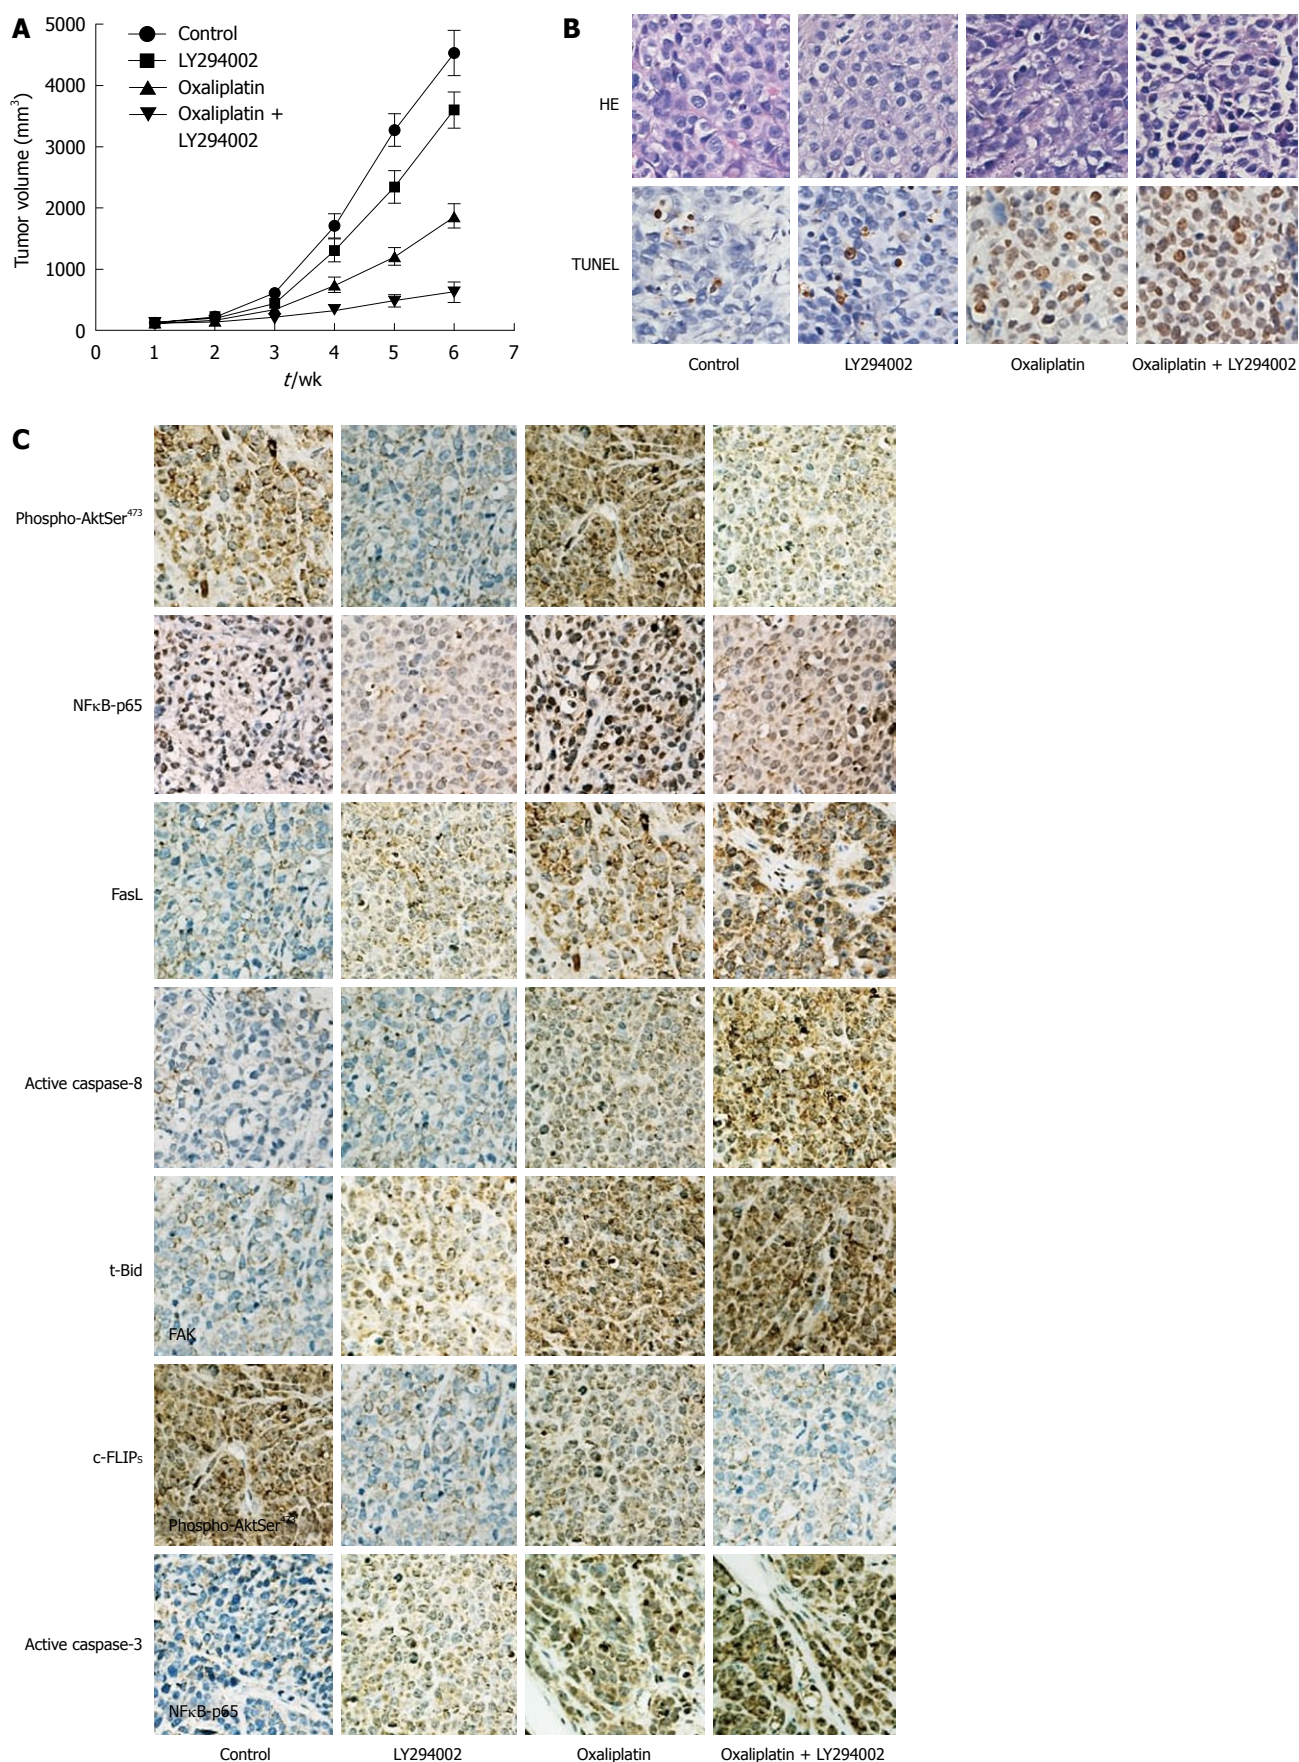 A
5000
4000
3000
2000
1000
0
Tumor volume (mm³)
Control
LY294002
Oxaliplatin
Oxaliplatin +
LY294002
0 1 2 3 4 5 6 7
t/wk
B
HE
TUNEL
Control LY294002 Oxaliplatin Oxaliplatin + LY294002
C
Phospho-AktSer⁴⁷³
NFκB-p65
FasL
Active caspase-8
t-Bid
FAK
c-FLIPs
Phospho-AktSer⁴⁷³
Active caspase-3
NFκB-p65
Control LY294002 Oxaliplatin Oxaliplatin + LY294002